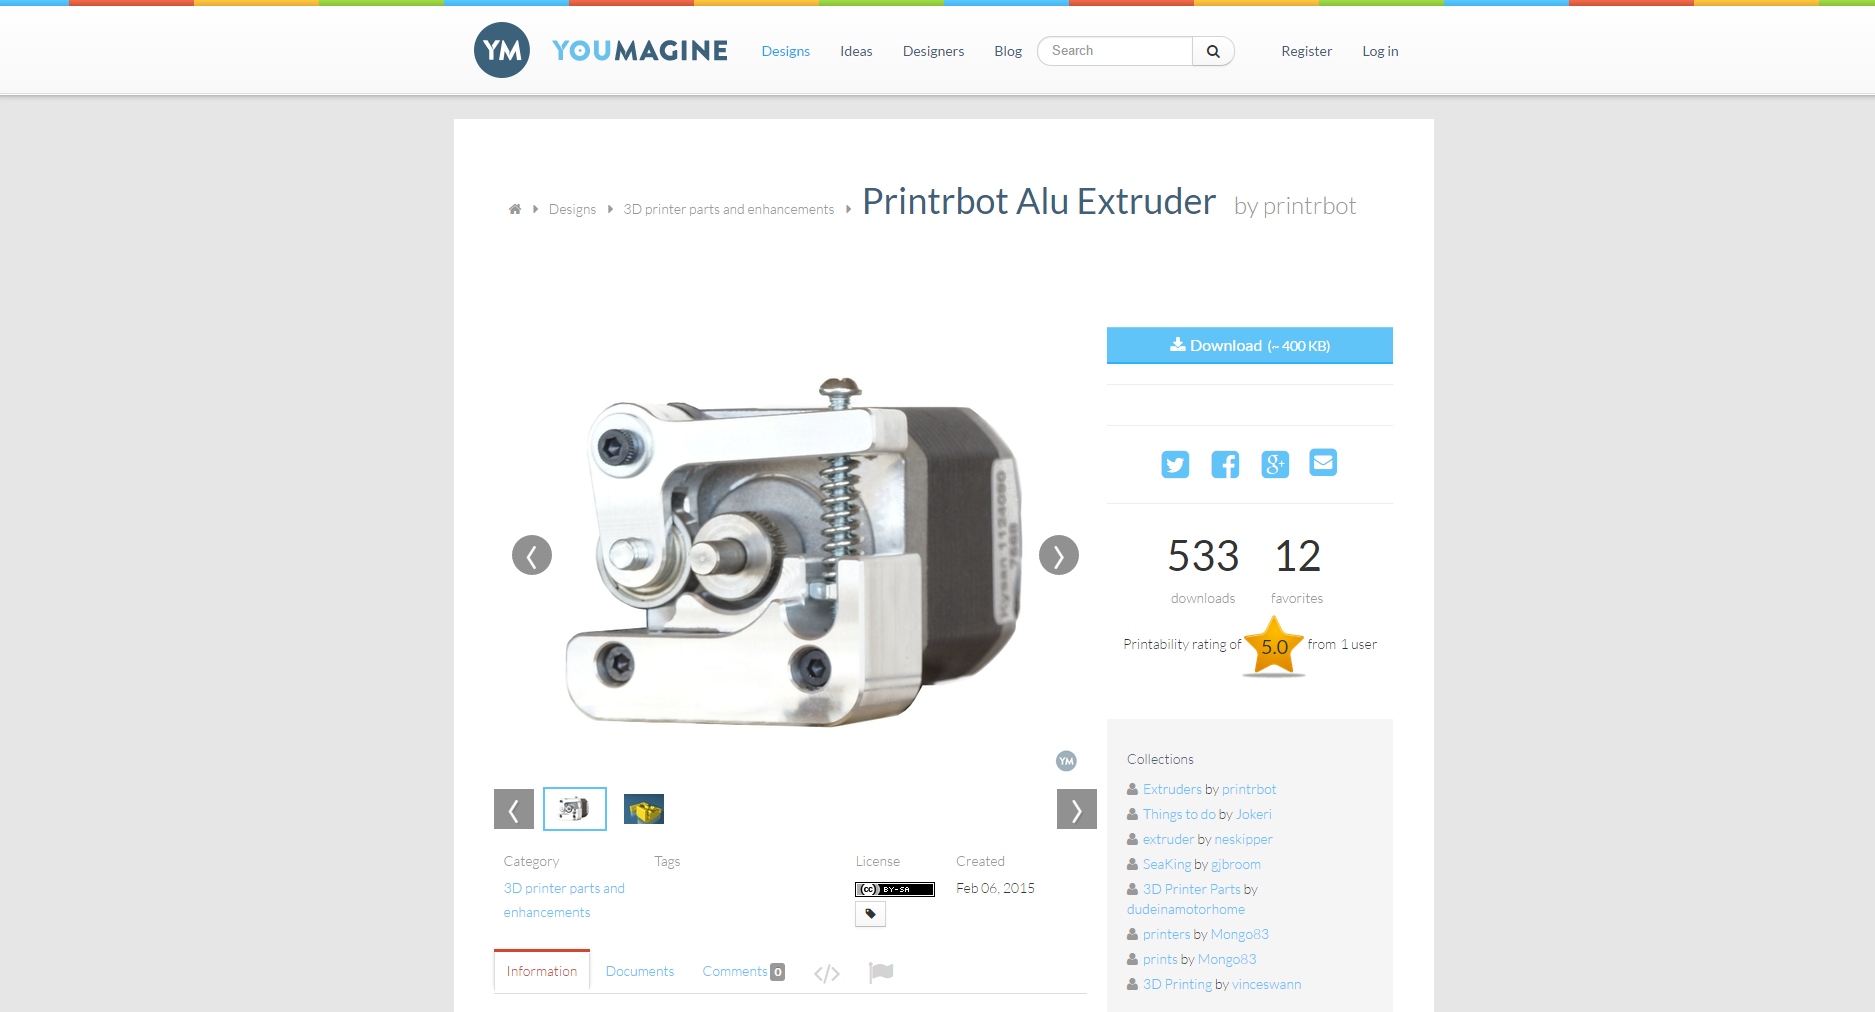 YM YOUMAGINE Designs Ideas Designers Blog Search Register Log in
Designs 3D printer parts and enhancements Printrbot Alu Extruder by printrbot
Download (~ 400 KB)
Kysan 1124090
7568
533 12
downloads favorites
Printability rating of 5.0 from 1 user
YM
Category Tags License Created
3D printer parts and
enhancements
cc BY-SA
Feb 06, 2015
Information Documents Comments 0 </>
Collections
Extruders by printrbot
Things to do by Jokeri
extruder by neskipper
SeaKing by gjbroom
3D Printer Parts by
dudeinamotorhome
printers by Mongo83
prints by Mongo83
3D Printing by vinceswann